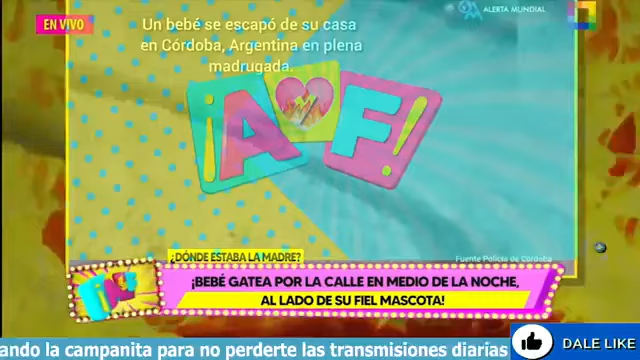 EN VIVO
ALERTA MUNDIAL
Un bebé se escapó de su casa
en Córdoba, Argentina en plena
madrugada.
¡A F!
¿DÓNDE ESTABA LA MADRE?
Fuente Policía de Córdoba
¡BEBÉ GATEA POR LA CALLE EN MEDIO DE LA NOCHE,
AL LADO DE SU FIEL MASCOTA!
ando la campanita para no perderte las transmisiones diarias
DALE LIKE